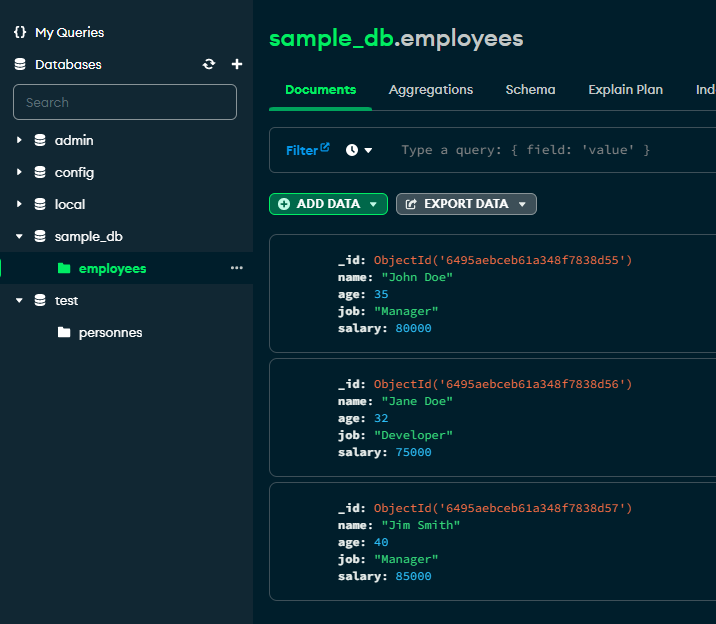 My Queries
Databases
Search
admin
config
local
sample_db
employees
test
personnes
sample_db.employees
Documents Aggregations Schema Explain Plan Ind
Filter Type a query: { field: 'value' }
ADD DATA EXPORT DATA
_id: ObjectId('6495aebceb61a348f7838d55')
name: "John Doe"
age: 35
job: "Manager"
salary: 80000
_id: ObjectId('6495aebceb61a348f7838d56')
name: "Jane Doe"
age: 32
job: "Developer"
salary: 75000
_id: ObjectId('6495aebceb61a348f7838d57')
name: "Jim Smith"
age: 40
job: "Manager"
salary: 85000